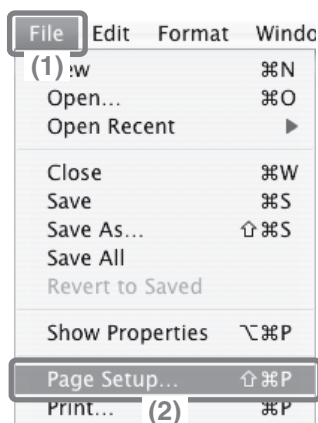 File Edit Format Windo
(1) ew ⌘N
Open... ⌘O
Open Recent ▶
Close ⌘W
Save ⌘S
Save As... ⇧⌘S
Save All
Revert to Saved
Show Properties ⌥⌘P
Page Setup... ⇧⌘P
Print... (2) ⌘P